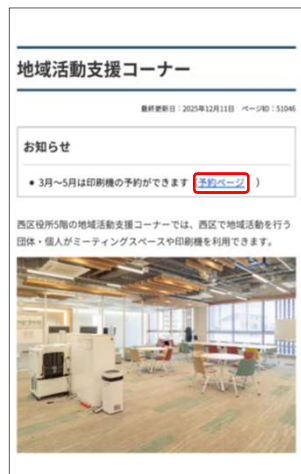 地域活動支援コーナー
最終更新日：2025年12月11日　ページID：51046
お知らせ
● 3月～5月は印刷機の予約ができます（予約ページ　）
西区役所5階の地域活動支援コーナーでは、西区で地域活動を行う
団体・個人がミーティングスペースや印刷機を利用できます。